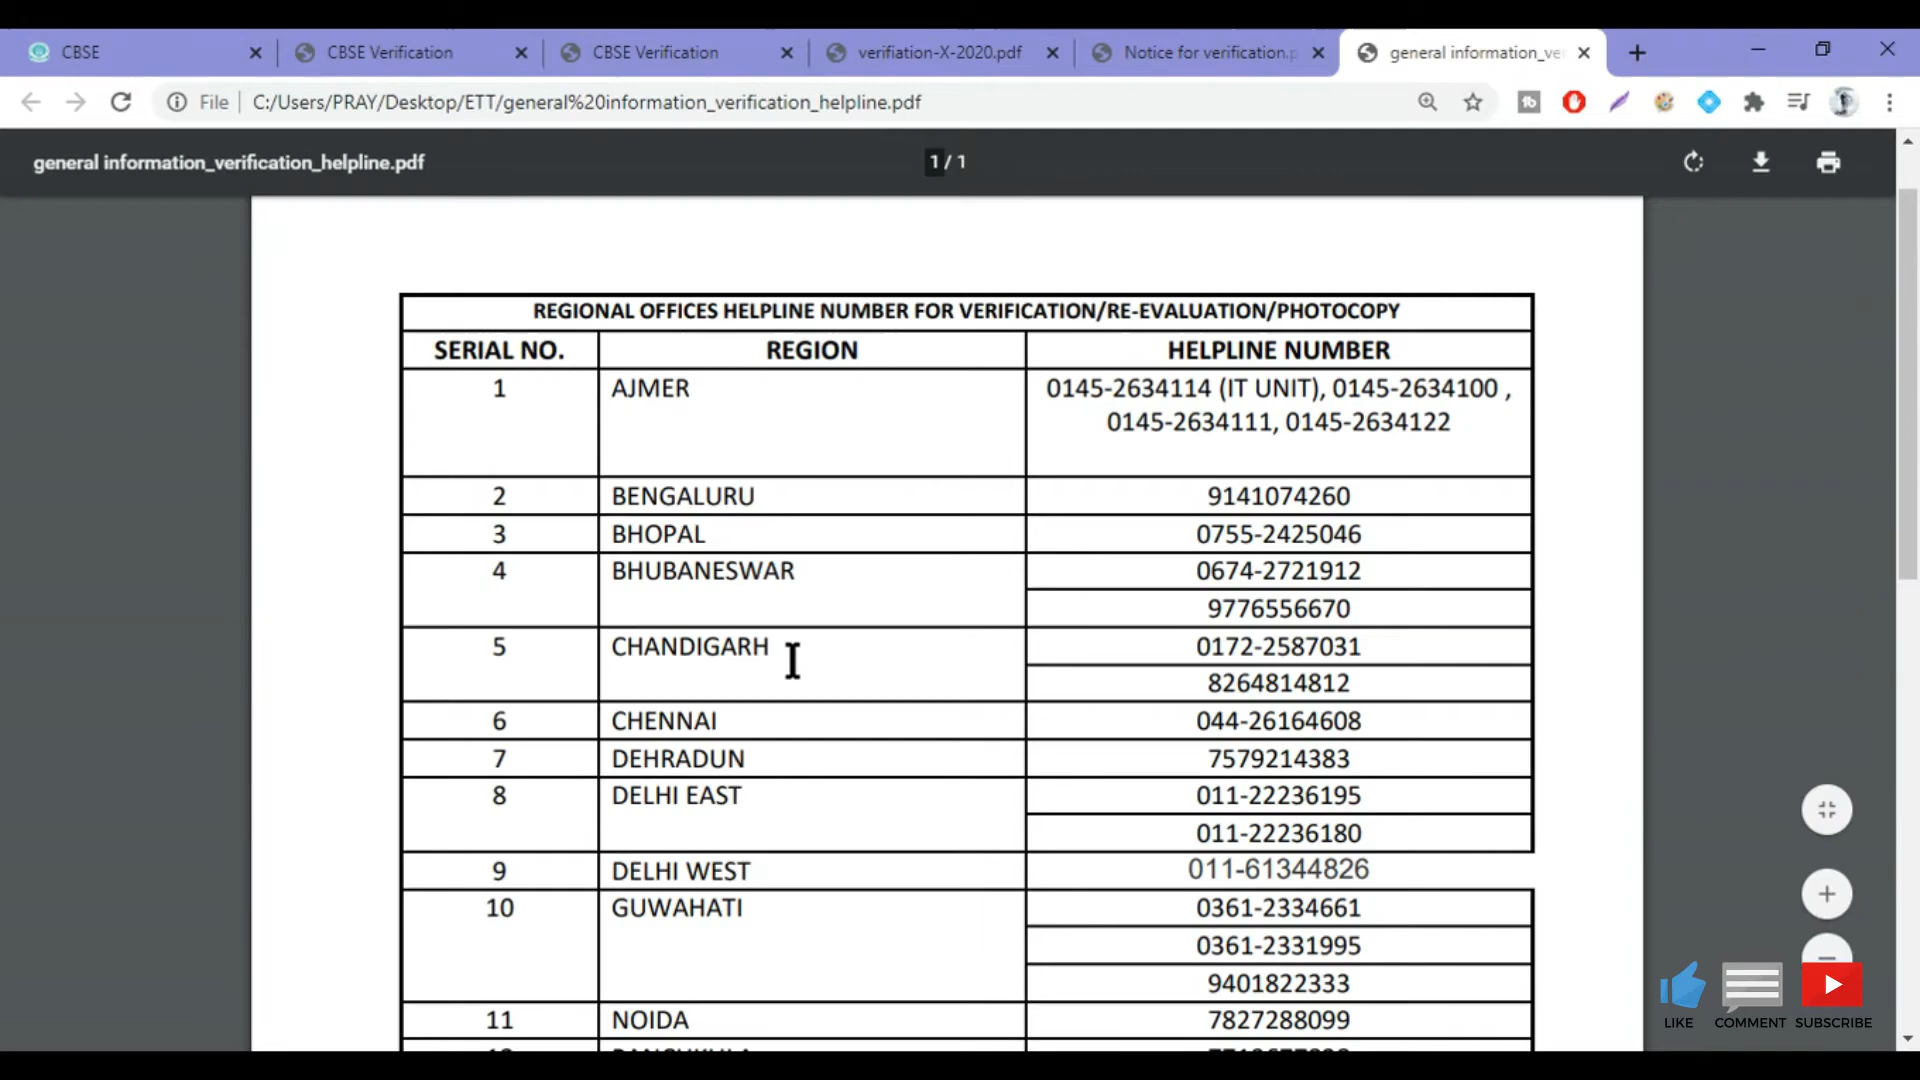 CBSE
CBSE Verification
CBSE Verification
verifiation-X-2020.pdf
Notice for verification.p
general information_ve
File
C:/Users/PRAY/Desktop/ETT/general%20information_verification_helpline.pdf
general information_verification_helpline.pdf
1 / 1
REGIONAL OFFICES HELPLINE NUMBER FOR VERIFICATION/RE-EVALUATION/PHOTOCOPY
SERIAL NO. REGION HELPLINE NUMBER
1 AJMER 0145-2634114 (IT UNIT), 0145-2634100 ,
0145-2634111, 0145-2634122
2 BENGALURU 9141074260
3 BHOPAL 0755-2425046
4 BHUBANESWAR 0674-2721912
9776556670
5 CHANDIGARH 0172-2587031
8264814812
6 CHENNAI 044-26164608
7 DEHRADUN 7579214383
8 DELHI EAST 011-22236195
011-22236180
9 DELHI WEST 011-61344826
10 GUWAHATI 0361-2334661
0361-2331995
9401822333
11 NOIDA 7827288099
LIKE COMMENT SUBSCRIBE